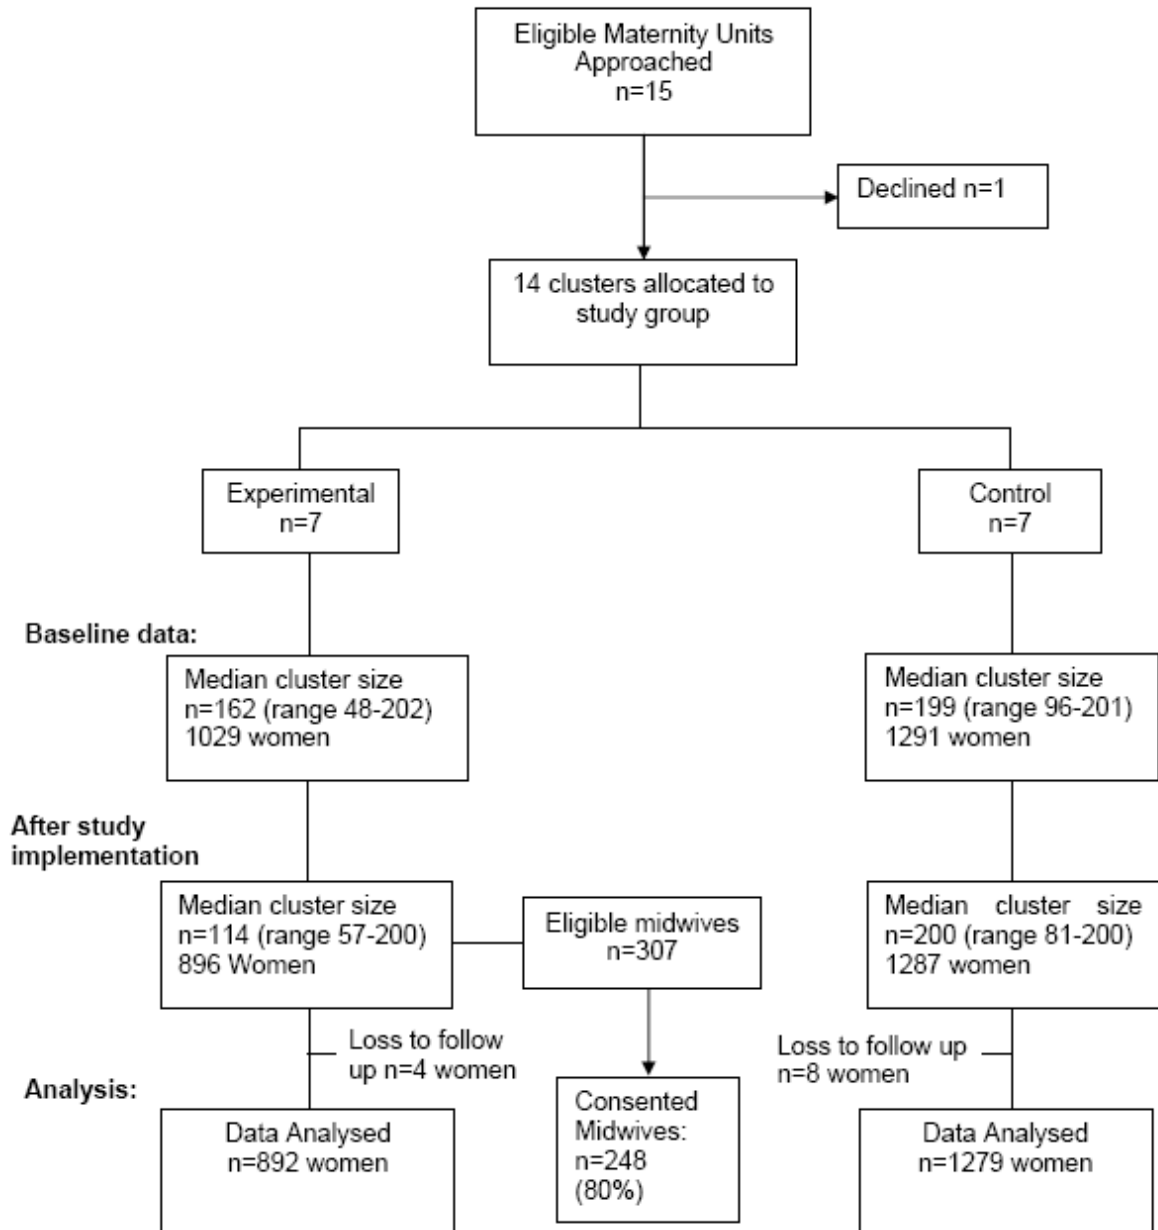 Eligible Maternity Units
Approached
n=15
Declined n=1
14 clusters allocated to
study group
Experimental
n=7
Control
n=7
Baseline data:
Median cluster size
n=162 (range 48-202)
1029 women
Median cluster size
n=199 (range 96-201)
1291 women
After study
implementation
Median cluster size
n=114 (range 57-200)
896 Women
Eligible midwives
n=307
Median cluster size
n=200 (range 81-200)
1287 women
Loss to follow
up n=4 women
Loss to follow up
n=8 women
Analysis:
Data Analysed
n=892 women
Consented
Midwives:
n=248
(80%)
Data Analysed
n=1279 women